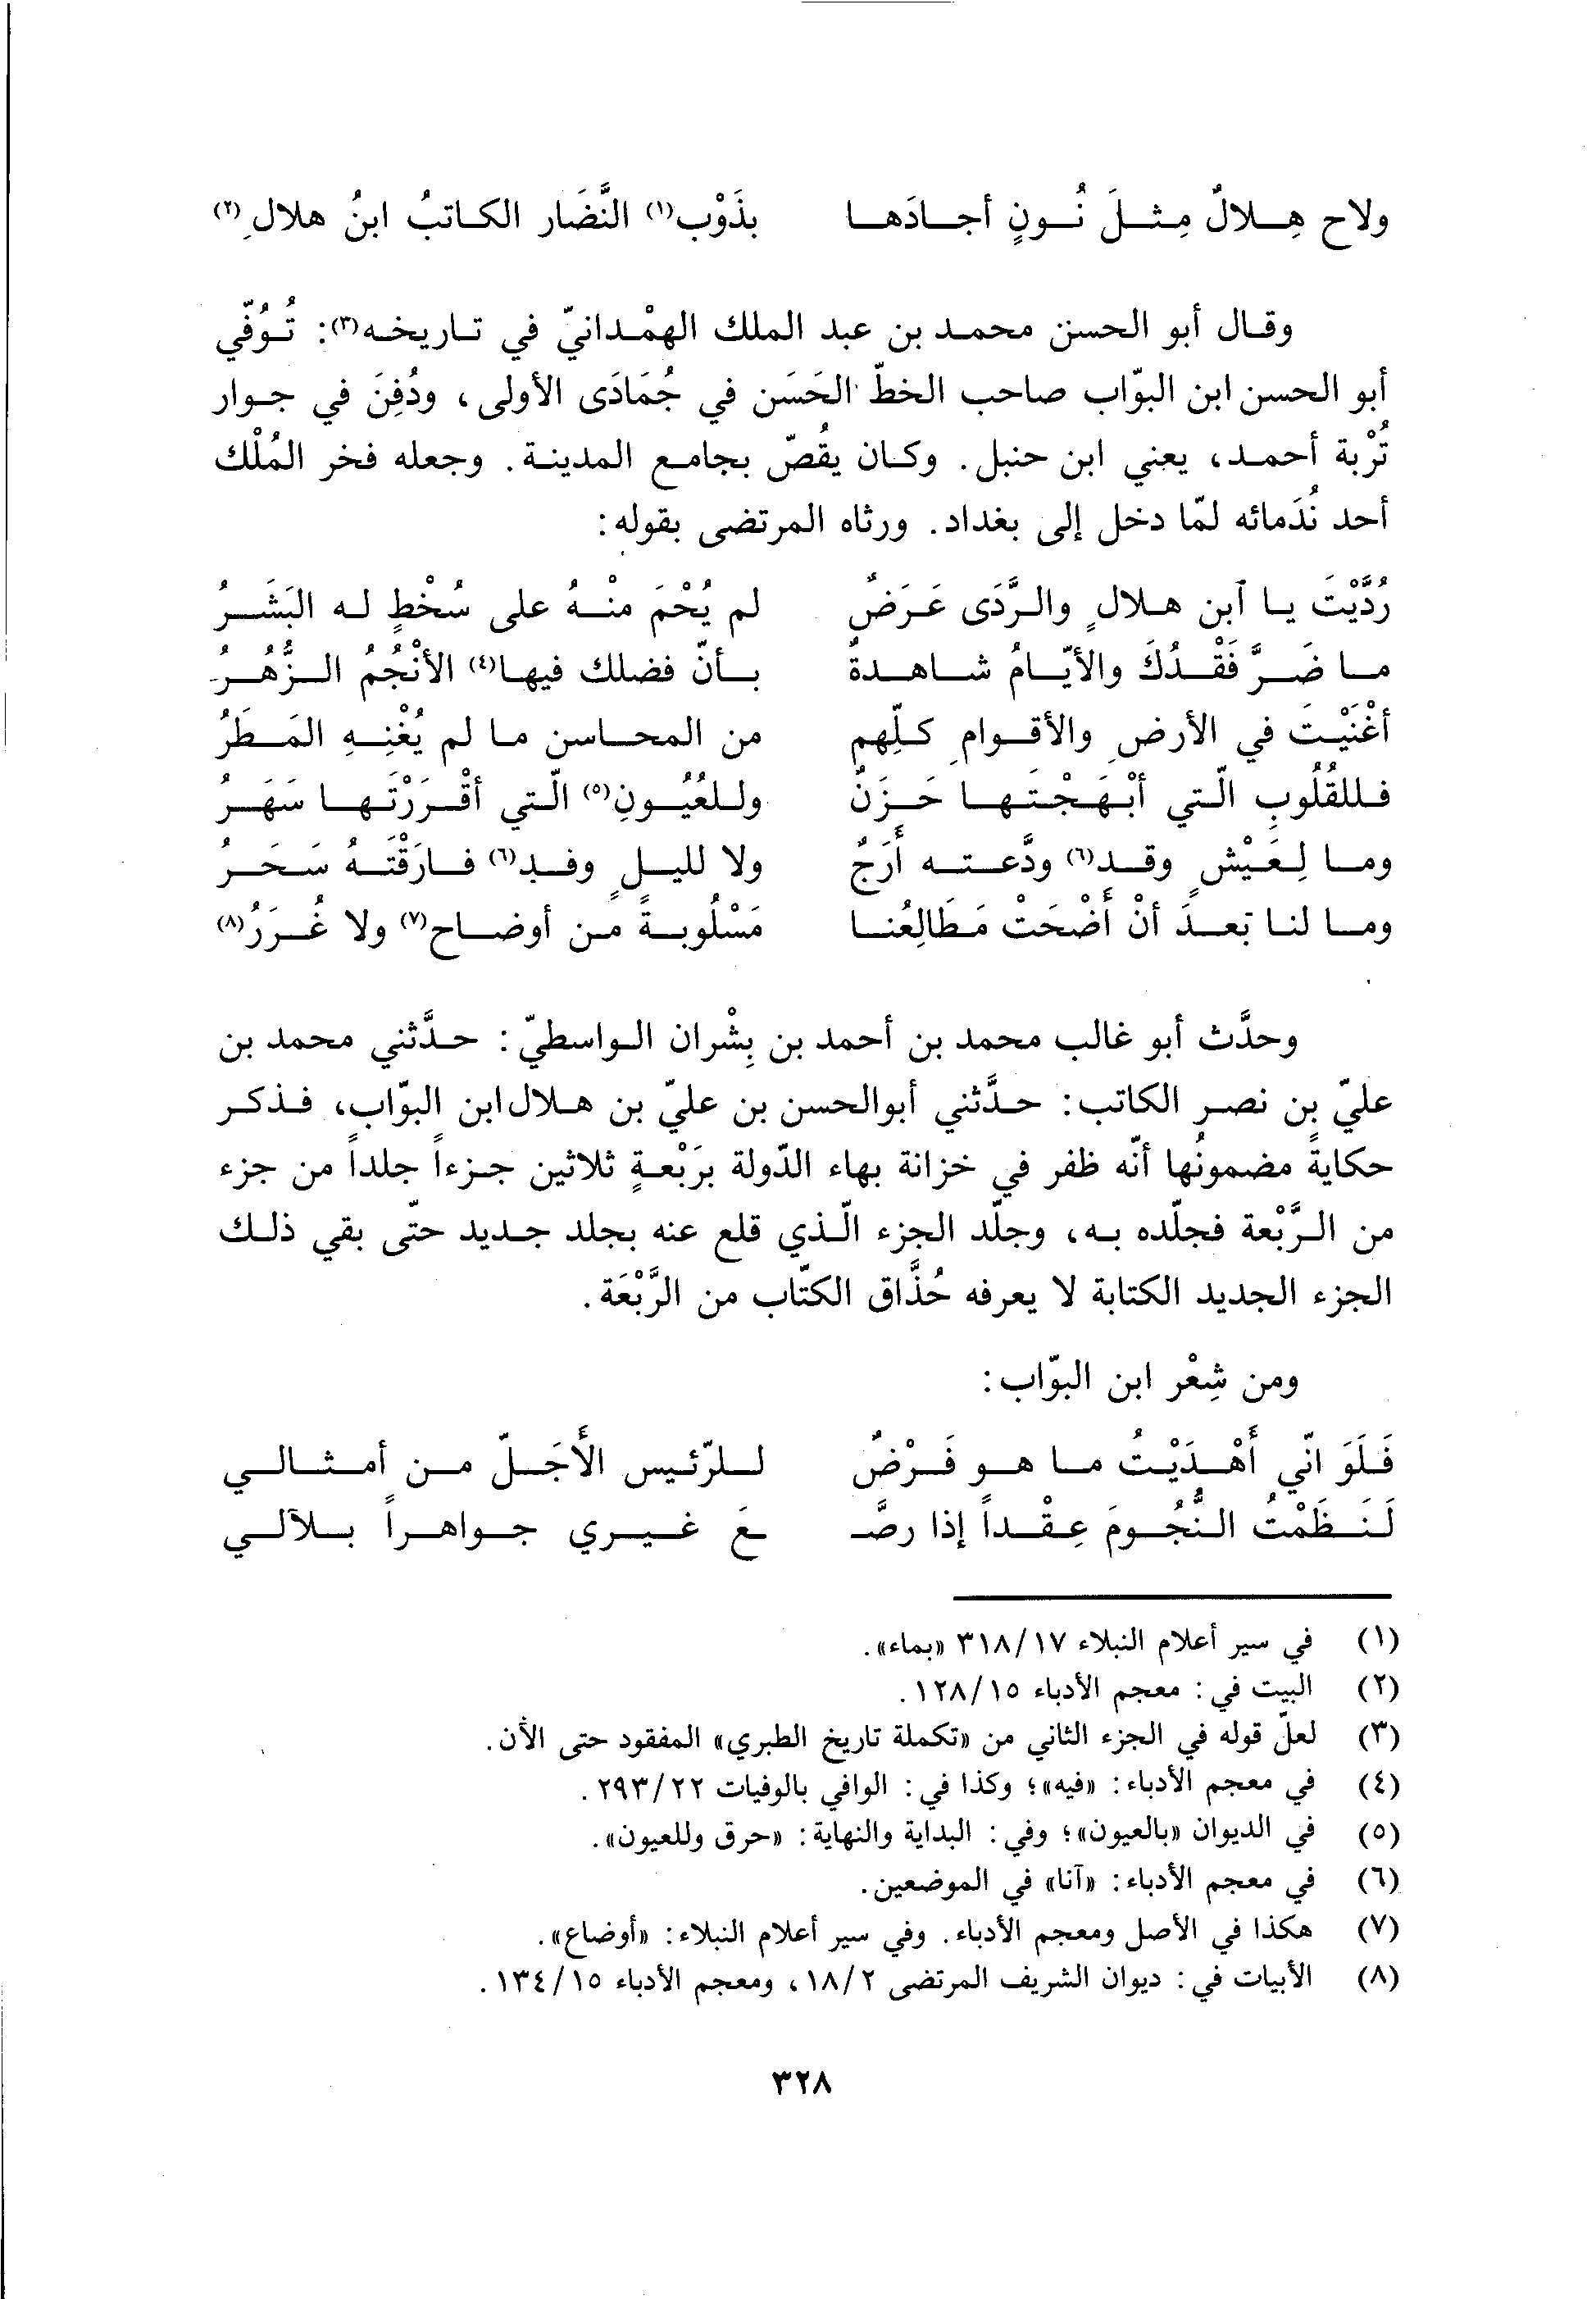 ولاح هِلالٌ مِثلَ نُونٍ أجادَها بذَوْب(١) النَّضَار الكاتبُ ابنُ هلالِ(٢)
وقال أبو الحسن محمد بن عبد الملك الهمْدانيّ في تاريخه(٣): تُوُفّي
أبو الحسن ابن البوّاب صاحب الخطّ الحَسَن في جُمَادَى الأولى، ودُفِنَ في جوار
تُرْبة أحمد، يعني ابن حنبل. وكان يقُصّ بجامع المدينة. وجعله فخر المُلْك
أحد نُدَمائه لمّا دخل إلى بغداد. ورثاه المرتضى بقوله:
رُدَّيْتَ يا آبن هلالٍ والرَّدَى عَرَضٌ لم يُحْمَ منْهُ على سُخْطٍ له البَشَرُ
ما ضَرَّ فَقْدُكَ والأيّامُ شاهدةٌ بأنّ فضلك فيها(٤) الأنْجُمُ الزُّهُرُ
أغْنَيْتَ في الأرضِ والأقوامِ كلِّهم من المحاسن ما لم يُغْنِهِ المَطَرُ
فللقُلُوبِ الّتي أبْهَجْتَها حَزَنٌ وللعُيُونِ(٥) الّتي أقْرَرْتَها سَهَرُ
وما لِعَيْشٍ وقد(٦) ودَّعته أَرَجٌ ولا لليلٍ وفد(٦) فارَقْتَهُ سَحَرُ
وما لنا بَعدَ أنْ أَضْحَتْ مَطَالِعُنا مَسْلُوبةً من أوضاح(٧) ولا غُرَرُ(٨)
وحدَّث أبو غالب محمد بن أحمد بن بِشْران الواسطيّ: حدَّثني محمد بن
عليّ بن نصر الكاتب: حدَّثني أبوالحسن بن عليّ بن هلال ابن البوّاب، فذكر
حكايةً مضمونُها أنّه ظفر في خزانة بهاء الدّولة برَبْعةٍ ثلاثين جزءاً جلداً من جزء
من الرَّبْعة فجلّده به، وجلّد الجزء الّذي قلع عنه بجلد جديد حتّى بقي ذلك
الجزء الجديد الكتابة لا يعرفه حُذَّاق الكتّاب من الرَّبْعَة.
ومن شِعْر ابن البوّاب:
فَلَوَ انّي أَهْدَيْتُ ما هو فَرْضٌ للرّئيس الأَجَلّ من أمثالي
لَنَظَمْتُ النُّجُومَ عِقْداً إذا رصَّـ ـعَ غيري جواهراً بلآلي
(١) في سير أعلام النبلاء ٣١٨/١٧ «بماء».
(٢) البيت في: معجم الأدباء ١٢٨/١٥.
(٣) لعلّ قوله في الجزء الثاني من «تكملة تاريخ الطبري» المفقود حتى الآن.
(٤) في معجم الأدباء: «فيه»؛ وكذا في: الوافي بالوفيات ٢٩٣/٢٢.
(٥) في الديوان «بالعيون»؛ وفي: البداية والنهاية: «حرق وللعيون».
(٦) في معجم الأدباء: «آنا» في الموضعين.
(٧) هكذا في الأصل ومعجم الأدباء. وفي سير أعلام النبلاء: «أوضاع».
(٨) الأبيات في: ديوان الشريف المرتضى ١٨/٢، ومعجم الأدباء ١٣٤/١٥.
٣٢٨